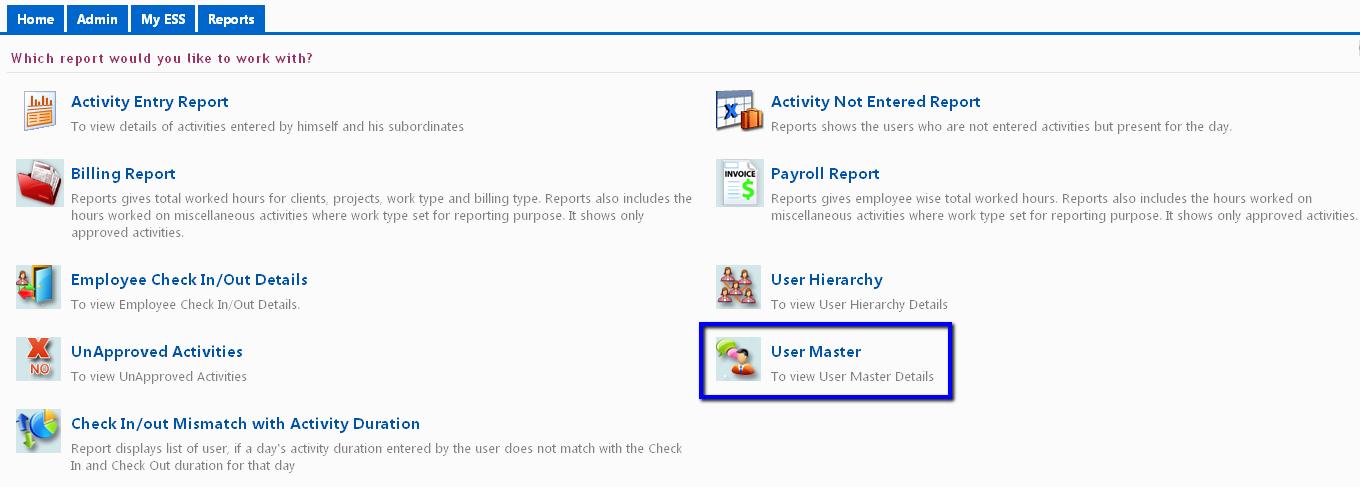 Home Admin My ESS Reports
Which report would you like to work with?
Activity Entry Report
To view details of activities entered by himself and his subordinates
Activity Not Entered Report
Reports shows the users who are not entered activities but present for the day.
Billing Report
Reports gives total worked hours for clients, projects, work type and billing type. Reports also includes the
hours worked on miscellaneous activities where work type set for reporting purpose. It shows only
approved activities.
INVOICE
$
Payroll Report
Reports gives employee wise total worked hours. Reports also includes the hours worked on
miscellaneous activities where work type set for reporting purpose. It shows only approved activities.
Employee Check In/Out Details
To view Employee Check In/Out Details.
User Hierarchy
To view User Hierarchy Details
X
NO
UnApproved Activities
To view UnApproved Activities
User Master
To view User Master Details
Check In/out Mismatch with Activity Duration
Report displays list of user, if a day's activity duration entered by the user does not match with the Check
In and Check Out duration for that day